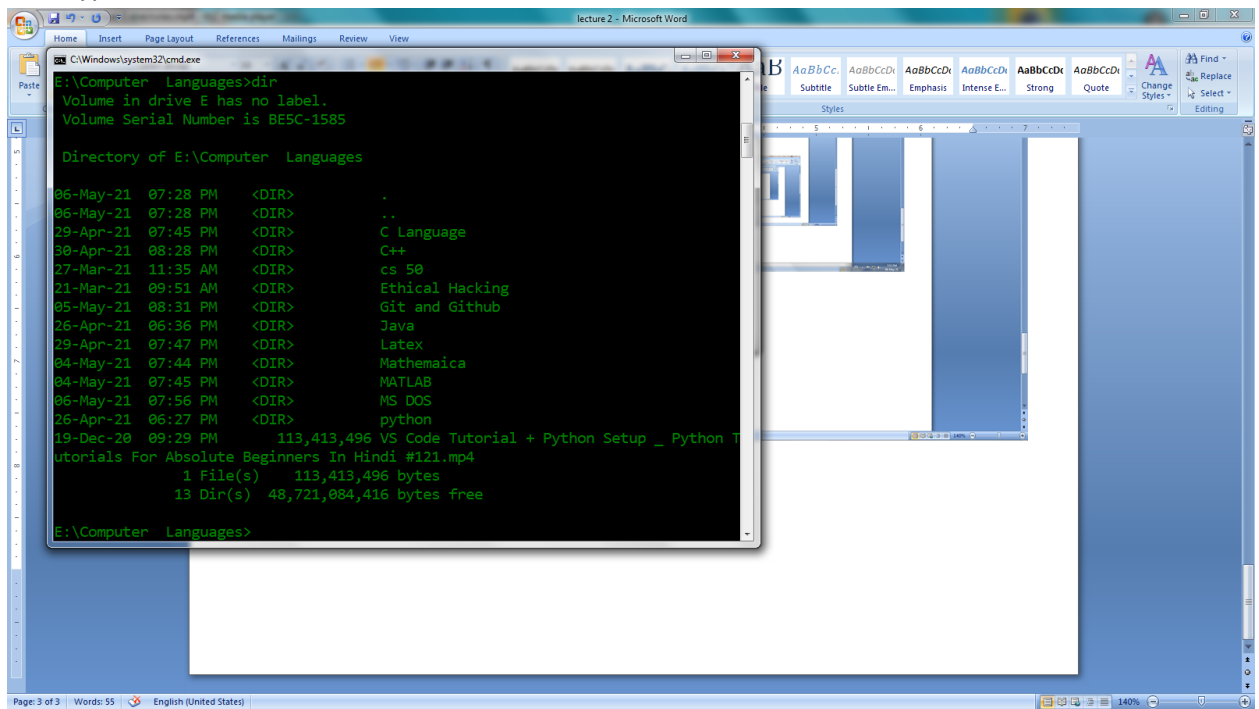 lecture 2 - Microsoft Word
Home Insert Page Layout References Mailings Review View
C:\Windows\system32\cmd.exe
Paste
AaBbCc. AaBbCcDc AaBbCcDc AaBbCcDc AaBbCcDc AaBbCcDc
Subtitle Subtle Em... Emphasis Intense E... Strong Quote
Change Styles
Find
Replace
Select
Styles
Editing
E:\Computer  Languages>dir
 Volume in drive E has no label.
 Volume Serial Number is BE5C-1585
 Directory of E:\Computer  Languages
06-May-21  07:28 PM    <DIR>          .
06-May-21  07:28 PM    <DIR>          ..
29-Apr-21  07:45 PM    <DIR>          C Language
30-Apr-21  08:28 PM    <DIR>          C++
27-Mar-21  11:35 AM    <DIR>          cs 50
21-Mar-21  09:51 AM    <DIR>          Ethical Hacking
05-May-21  08:31 PM    <DIR>          Git and Github
26-Apr-21  06:36 PM    <DIR>          Java
29-Apr-21  07:47 PM    <DIR>          Latex
04-May-21  07:44 PM    <DIR>          Mathemaica
04-May-21  07:45 PM    <DIR>          MATLAB
06-May-21  07:56 PM    <DIR>          MS DOS
26-Apr-21  06:27 PM    <DIR>          python
19-Dec-20  09:29 PM       113,413,496 VS Code Tutorial + Python Setup _ Python T
utorials For Absolute Beginners In Hindi #121.mp4
               1 File(s)    113,413,496 bytes
              13 Dir(s)  48,721,084,416 bytes free
E:\Computer  Languages>
5 6 7
Page: 3 of 3 Words: 55 English (United States) 140%